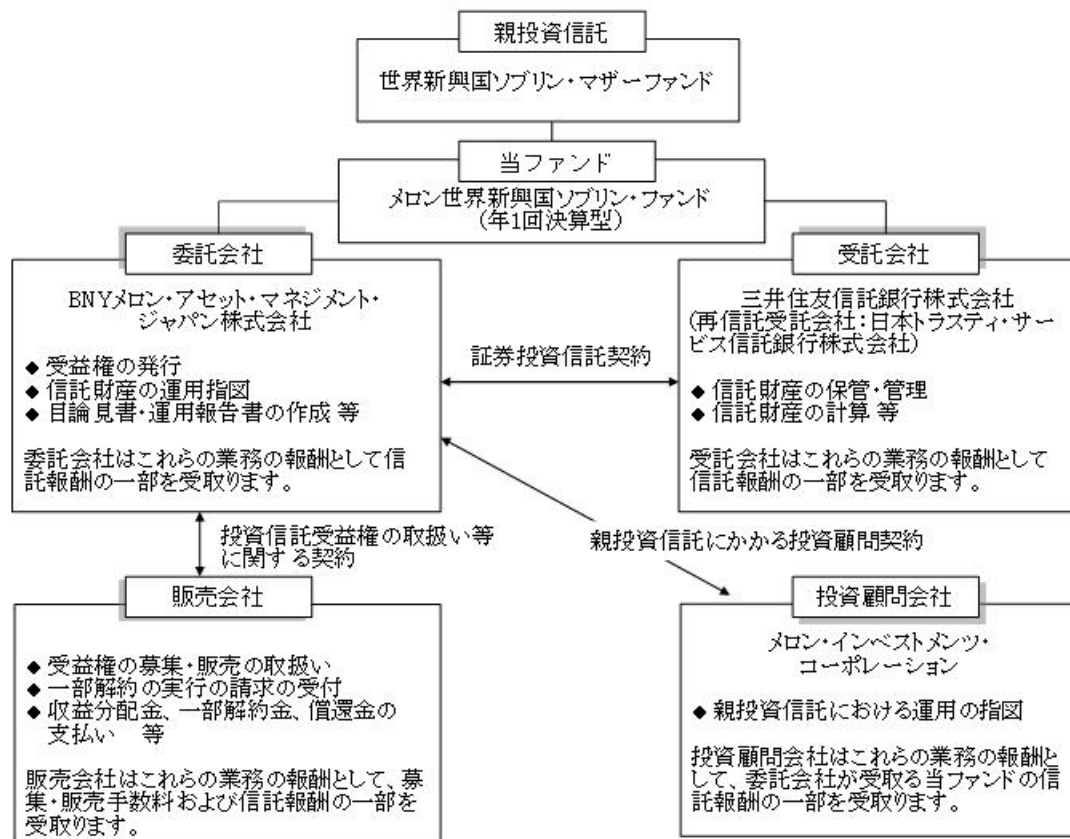 親投資信託
世界新興国ソブリン・マザーファンド
当ファンド
メロン世界新興国ソブリン・ファンド
(年1回決算型)
委託会社
BNYメロン・アセット・マネジメント・
ジャパン株式会社
◆ 受益権の発行
◆ 信託財産の運用指図
◆ 目論見書・運用報告書の作成 等
委託会社はこれらの業務の報酬として信
託報酬の一部を受取ります。
証券投資信託契約
受託会社
三井住友信託銀行株式会社
(再信託受託会社:日本トラスティ・サー
ビス信託銀行株式会社)
◆ 信託財産の保管・管理
◆ 信託財産の計算 等
受託会社はこれらの業務の報酬として
信託報酬の一部を受取ります。
投資信託受益権の取扱い等
に関する契約
親投資信託にかかる投資顧問契約
販売会社
◆ 受益権の募集・販売の取扱い
◆ 一部解約の実行の請求の受付
◆ 収益分配金、一部解約金、償還金の
支払い 等
販売会社はこれらの業務の報酬として、募
集・販売手数料および信託報酬の一部を
受取ります。
投資顧問会社
メロン・インベストメンツ・
コーポレーション
◆ 親投資信託における運用の指図
投資顧問会社はこれらの業務の報酬と
して、委託会社が受取る当ファンドの信
託報酬の一部を受取ります。